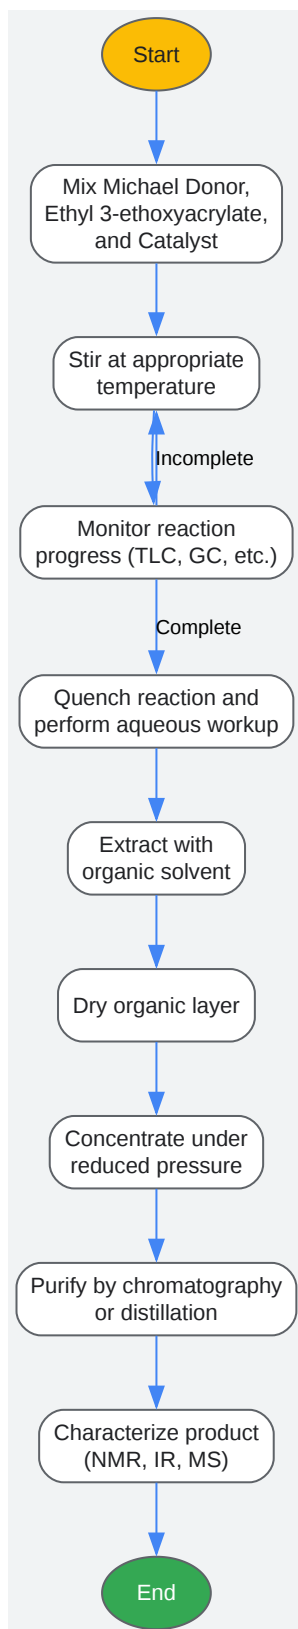 Start
Mix Michael Donor,
Ethyl 3-ethoxyacrylate,
and Catalyst
Stir at appropriate
temperature
Incomplete
Monitor reaction
progress (TLC, GC, etc.)
Complete
Quench reaction and
perform aqueous workup
Extract with
organic solvent
Dry organic layer
Concentrate under
reduced pressure
Purify by chromatography
or distillation
Characterize product
(NMR, IR, MS)
End